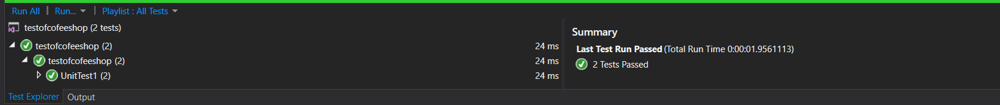 Run All | Run... | Playlist : All Tests
testofcofeeshop (2 tests)
testofcofeeshop (2) 24 ms
testofcofeeshop (2) 24 ms
UnitTest1 (2) 24 ms
Summary
Last Test Run Passed (Total Run Time 0:00:01.9561113)
2 Tests Passed
Test Explorer Output